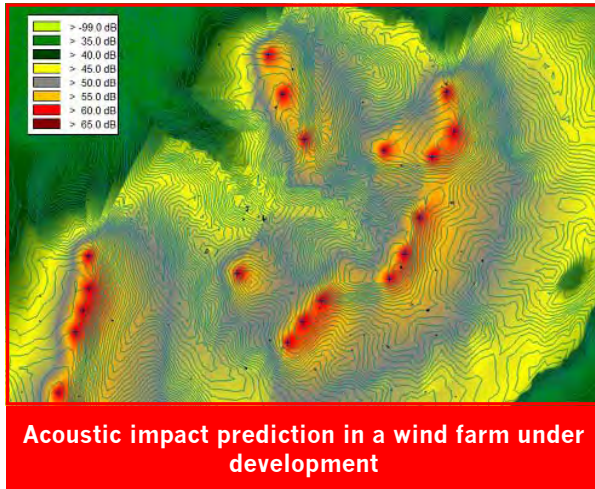 > -99.0 dB
> 35.0 dB
> 40.0 dB
> 45.0 dB
> 50.0 dB
> 55.0 dB
> 60.0 dB
> 65.0 dB
Acoustic impact prediction in a wind farm under
development